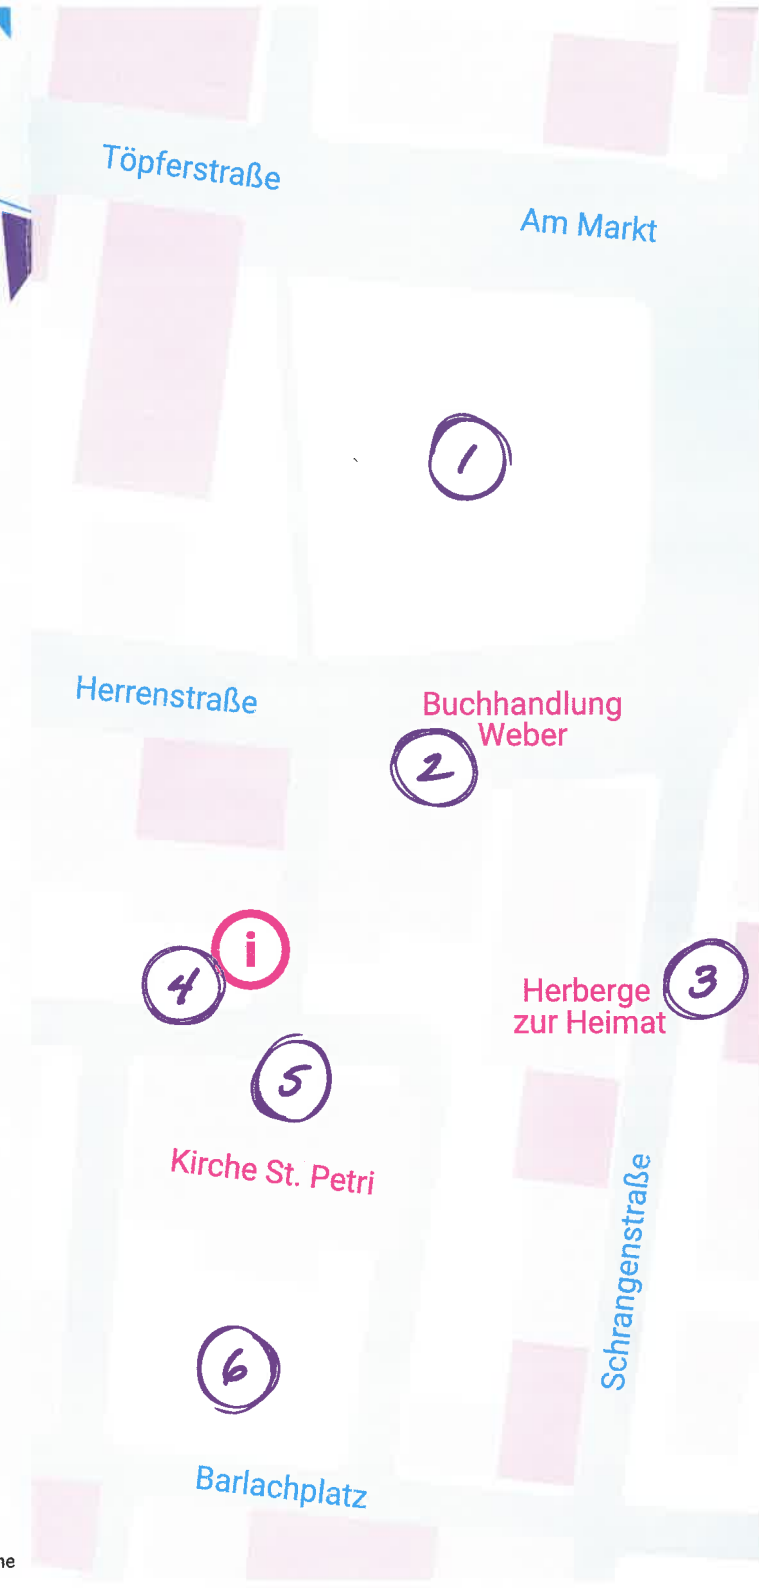 Töpferstraße
Am Markt
1
Herrenstraße
Buchhandlung
Weber
2
i
4
Herberge
zur Heimat
3
5
Kirche St. Petri
Schrangenstraße
6
Barlachplatz
ne